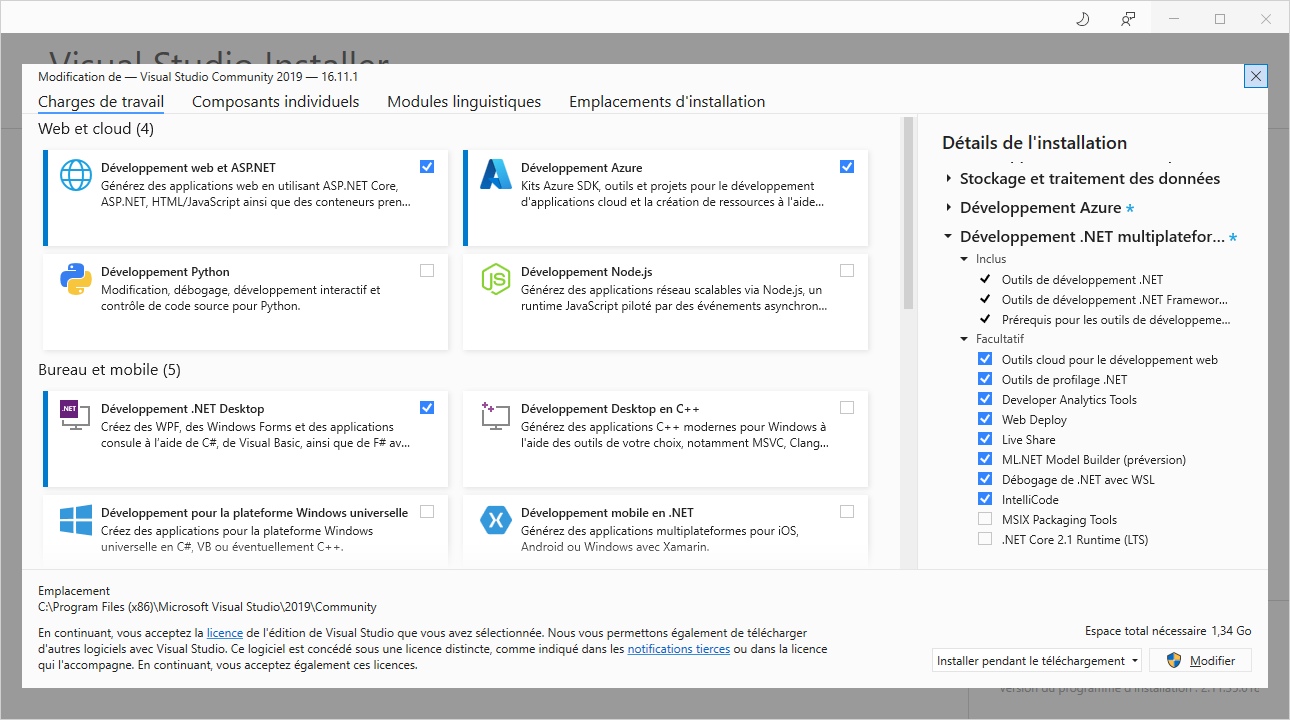 Visual Studio Installer
Modification de — Visual Studio Community 2019 — 16.11.1
Charges de travail
Composants individuels
Modules linguistiques
Emplacements d'installation
Web et cloud (4)
Développement web et ASP.NET
Générez des applications web en utilisant ASP.NET Core,
ASP.NET, HTML/JavaScript ainsi que des conteneurs pren...
Développement Azure
Kits Azure SDK, outils et projets pour le développement
d'applications cloud et la création de ressources à l'aide...
Développement Python
Modification, débogage, développement interactif et
contrôle de code source pour Python.
JS
Développement Node.js
Générez des applications réseau scalables via Node.js, un
runtime JavaScript piloté par des événements asynchron...
Bureau et mobile (5)
.NET
Développement .NET Desktop
Créez des WPF, des Windows Forms et des applications
console à l'aide de C#, de Visual Basic, ainsi que de F# av...
Développement Desktop en C++
Générez des applications C++ modernes pour Windows à
l'aide des outils de votre choix, notamment MSVC, Clang...
Développement pour la plateforme Windows universelle
Créez des applications pour la plateforme Windows
universelle en C#, VB ou éventuellement C++.
Développement mobile en .NET
Générez des applications multiplateformes pour iOS,
Android ou Windows avec Xamarin.
Détails de l'installation
Stockage et traitement des données
Développement Azure *
Développement .NET multiplatefor... *
Inclus
Outils de développement .NET
Outils de développement .NET Framewor...
Prérequis pour les outils de développeme...
Facultatif
Outils cloud pour le développement web
Outils de profilage .NET
Developer Analytics Tools
Web Deploy
Live Share
ML.NET Model Builder (préversion)
Débogage de .NET avec WSL
IntelliCode
MSIX Packaging Tools
.NET Core 2.1 Runtime (LTS)
Emplacement
C:\Program Files (x86)\Microsoft Visual Studio\2019\Community
En continuant, vous acceptez la licence de l'édition de Visual Studio que vous avez sélectionnée. Nous vous permettons également de télécharger
d'autres logiciels avec Visual Studio. Ce logiciel est concédé sous une licence distincte, comme indiqué dans les notifications tierces ou dans la licence
qui l'accompagne. En continuant, vous acceptez également ces licences.
Espace total nécessaire 1,34 Go
Installer pendant le téléchargement
Modifier
version du programme d'installation :